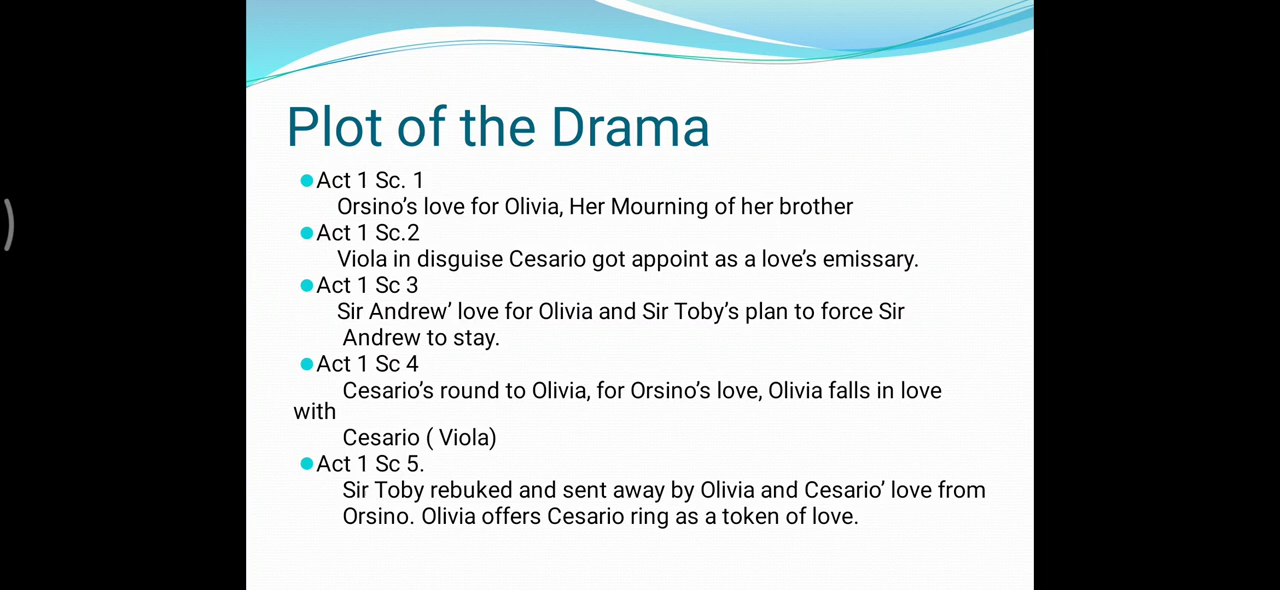 Plot of the Drama
Act 1 Sc. 1
Orsino's love for Olivia, Her Mourning of her brother
Act 1 Sc.2
Viola in disguise Cesario got appoint as a love's emissary.
Act 1 Sc 3
Sir Andrew' love for Olivia and Sir Toby's plan to force Sir
Andrew to stay.
Act 1 Sc 4
Cesario's round to Olivia, for Orsino's love, Olivia falls in love
with
Cesario ( Viola)
Act 1 Sc 5.
Sir Toby rebuked and sent away by Olivia and Cesario' love from
Orsino. Olivia offers Cesario ring as a token of love.